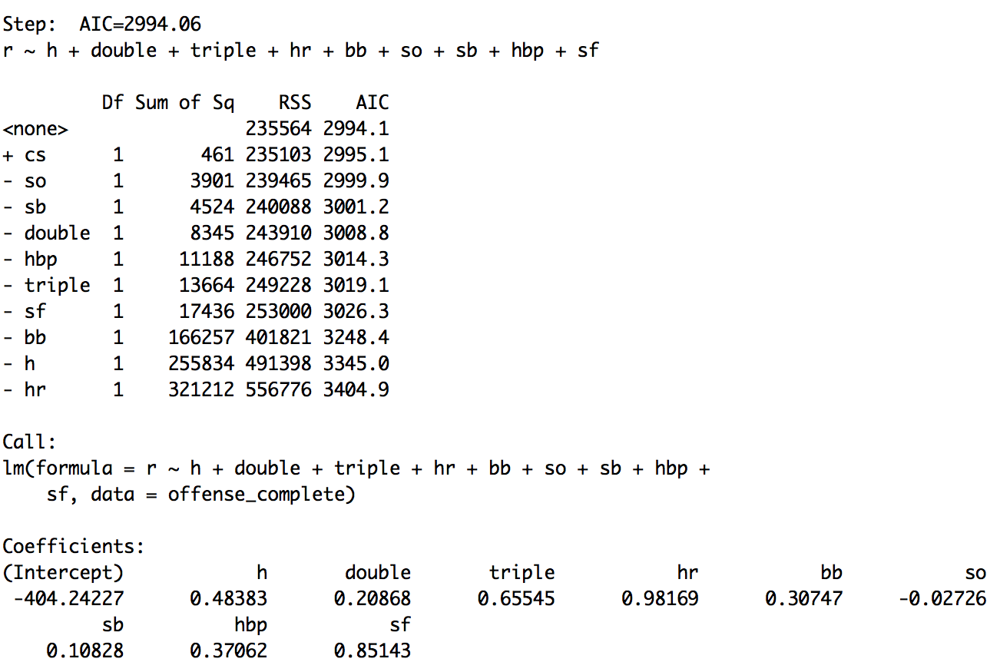 Step:  AIC=2994.06
r ~ h + double + triple + hr + bb + so + sb + hbp + sf
         Df Sum of Sq    RSS    AIC
<none>                235564 2994.1
+ cs      1       461 235103 2995.1
- so      1      3901 239465 2999.9
- sb      1      4524 240088 3001.2
- double  1      8345 243910 3008.8
- hbp     1     11188 246752 3014.3
- triple  1     13664 249228 3019.1
- sf      1     17436 253000 3026.3
- bb      1    166257 401821 3248.4
- h       1    255834 491398 3345.0
- hr      1    321212 556776 3404.9
Call:
lm(formula = r ~ h + double + triple + hr + bb + so + sb + hbp +
    sf, data = offense_complete)
Coefficients:
(Intercept)            h       double       triple           hr           bb           so
 -404.24227      0.48383      0.20868      0.65545      0.98169      0.30747     -0.02726
         sb          hbp           sf
    0.10828      0.37062      0.85143